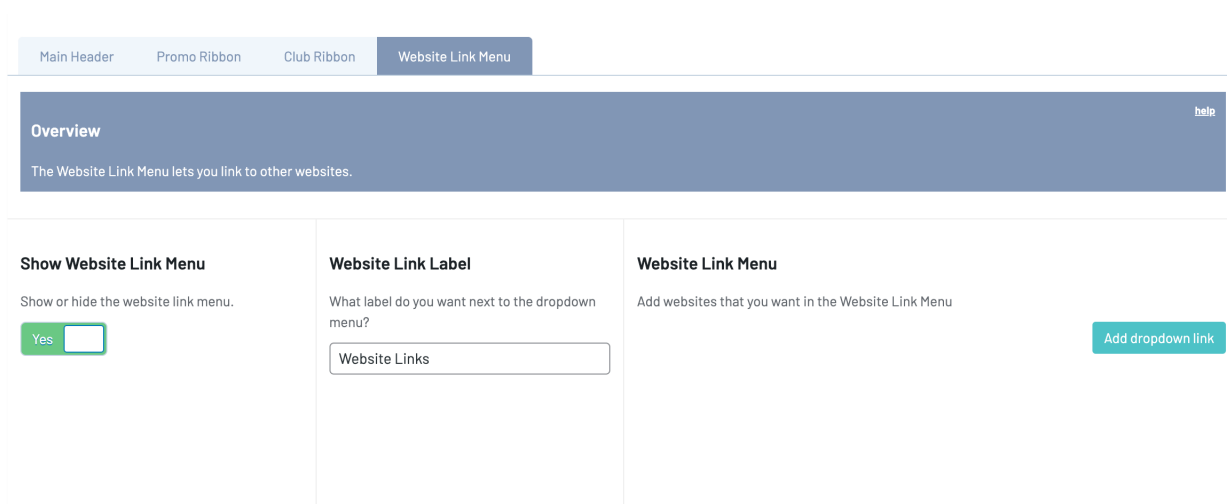 Main Header
Promo Ribbon
Club Ribbon
Website Link Menu
help
Overview
The Website Link Menu lets you link to other websites.
Show Website Link Menu
Show or hide the website link menu.
Yes
Website Link Label
What label do you want next to the dropdown
menu?
Website Links
Website Link Menu
Add websites that you want in the Website Link Menu
Add dropdown link